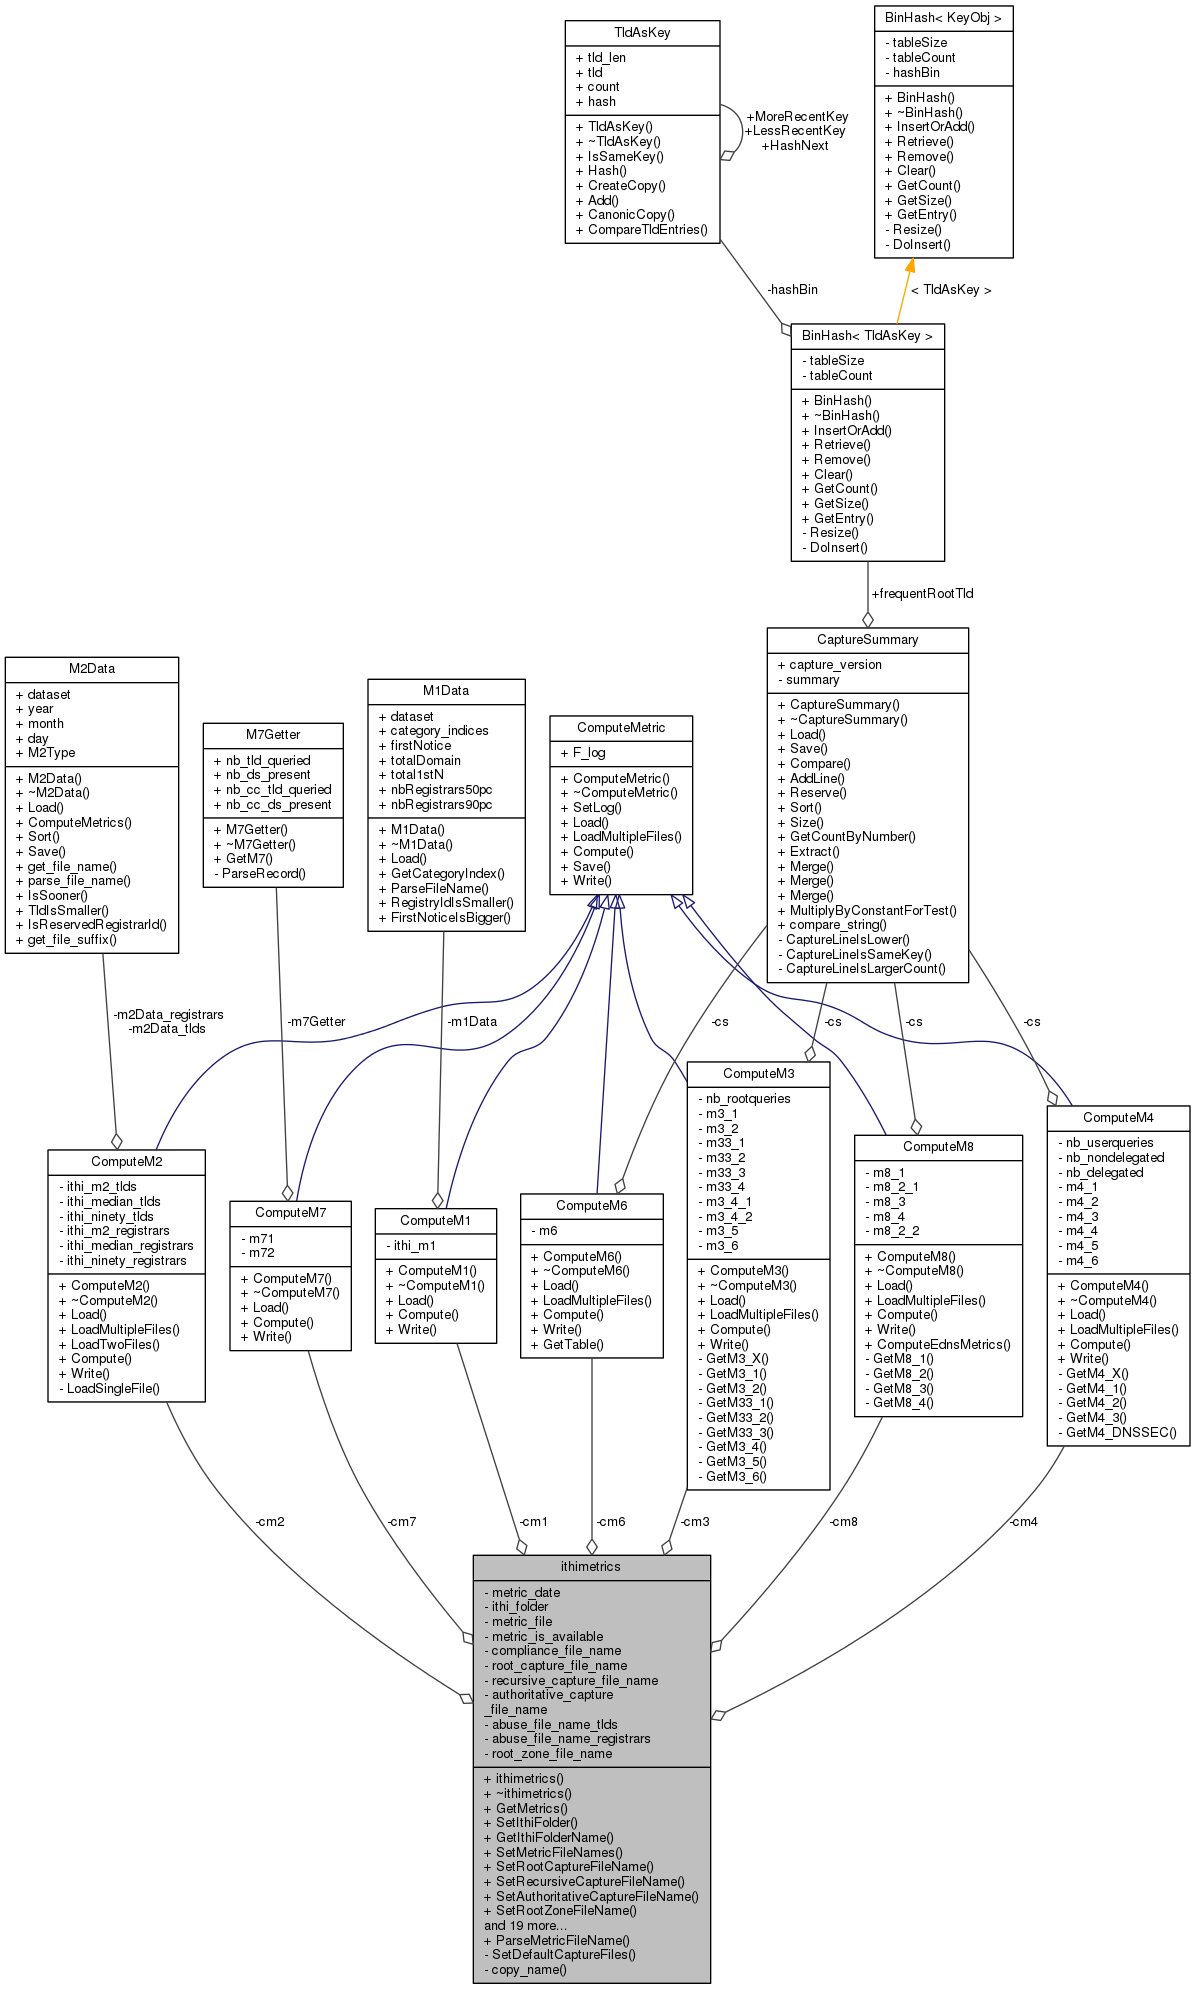 TldAsKey
+ tld_len
+ tld
+ count
+ hash
+ TldAsKey()
+ ~TldAsKey()
+ IsSameKey()
+ Hash()
+ CreateCopy()
+ Add()
+ CanonicCopy()
+ CompareTldEntries()
+MoreRecentKey
+LessRecentKey
+HashNext
BinHash< KeyObj >
- tableSize
- tableCount
- hashBin
+ BinHash()
+ ~BinHash()
+ InsertOrAdd()
+ Retrieve()
+ Remove()
+ Clear()
+ GetCount()
+ GetSize()
+ GetEntry()
- Resize()
- DoInsert()
-hashBin
< TldAsKey >
BinHash< TldAsKey >
- tableSize
- tableCount
+ BinHash()
+ ~BinHash()
+ InsertOrAdd()
+ Retrieve()
+ Remove()
+ Clear()
+ GetCount()
+ GetSize()
+ GetEntry()
- Resize()
- DoInsert()
+frequentRootTld
M2Data
+ dataset
+ year
+ month
+ day
+ M2Type
+ M2Data()
+ ~M2Data()
+ Load()
+ ComputeMetrics()
+ Sort()
+ Save()
+ get_file_name()
+ parse_file_name()
+ IsSooner()
+ TldIsSmaller()
+ IsReservedRegistrarId()
+ get_file_suffix()
M7Getter
+ nb_tld_queried
+ nb_ds_present
+ nb_cc_tld_queried
+ nb_cc_ds_present
+ M7Getter()
+ ~M7Getter()
+ GetM7()
- ParseRecord()
M1Data
+ dataset
+ category_indices
+ firstNotice
+ totalDomain
+ total1stN
+ nbRegistrars50pc
+ nbRegistrars90pc
+ M1Data()
+ ~M1Data()
+ Load()
+ GetCategoryIndex()
+ ParseFileName()
+ RegistryIdIsSmaller()
+ FirstNoticeIsBigger()
ComputeMetric
+ F_log
+ ComputeMetric()
+ ~ComputeMetric()
+ SetLog()
+ Load()
+ LoadMultipleFiles()
+ Compute()
+ Save()
+ Write()
CaptureSummary
+ capture_version
- summary
+ CaptureSummary()
+ ~CaptureSummary()
+ Load()
+ Save()
+ Compare()
+ AddLine()
+ Reserve()
+ Sort()
+ Size()
+ GetCountByNumber()
+ Extract()
+ Merge()
+ Merge()
+ Merge()
+ MultiplyByConstantForTest()
+ compare_string()
- CaptureLineIsLower()
- CaptureLineIsSameKey()
- CaptureLineIsLargerCount()
-m2Data_registrars
-m2Data_tlds
-m7Getter
-m1Data
-cs
-cs
-cs
-cs
ComputeM2
- ithi_m2_tlds
- ithi_median_tlds
- ithi_ninety_tlds
- ithi_m2_registrars
- ithi_median_registrars
- ithi_ninety_registrars
+ ComputeM2()
+ ~ComputeM2()
+ Load()
+ LoadMultipleFiles()
+ LoadTwoFiles()
+ Compute()
+ Write()
- LoadSingleFile()
ComputeM7
- m71
- m72
+ ComputeM7()
+ ~ComputeM7()
+ Load()
+ Compute()
+ Write()
ComputeM1
- ithi_m1
+ ComputeM1()
+ ~ComputeM1()
+ Load()
+ Compute()
+ Write()
ComputeM6
- m6
+ ComputeM6()
+ ~ComputeM6()
+ Load()
+ LoadMultipleFiles()
+ Compute()
+ Write()
+ GetTable()
ComputeM3
- nb_rootqueries
- m3_1
- m3_2
- m33_1
- m33_2
- m33_3
- m33_4
- m3_4_1
- m3_4_2
- m3_5
- m3_6
+ ComputeM3()
+ ~ComputeM3()
+ Load()
+ LoadMultipleFiles()
+ Compute()
+ Write()
- GetM3_X()
- GetM3_1()
- GetM3_2()
- GetM33_1()
- GetM33_2()
- GetM33_3()
- GetM3_4()
- GetM3_5()
- GetM3_6()
ComputeM8
- m8_1
- m8_2_1
- m8_3
- m8_4
- m8_2_2
+ ComputeM8()
+ ~ComputeM8()
+ Load()
+ LoadMultipleFiles()
+ Compute()
+ Write()
+ ComputeEdnsMetrics()
- GetM8_1()
- GetM8_2()
- GetM8_3()
- GetM8_4()
ComputeM4
- nb_userqueries
- nb_nondelegated
- nb_delegated
- m4_1
- m4_2
- m4_3
- m4_4
- m4_5
- m4_6
+ ComputeM4()
+ ~ComputeM4()
+ Load()
+ LoadMultipleFiles()
+ Compute()
+ Write()
- GetM4_X()
- GetM4_1()
- GetM4_2()
- GetM4_3()
- GetM4_DNSSEC()
-cm2
-cm7
-cm1
-cm6
-cm3
-cm8
-cm4
ithimetrics
- metric_date
- ithi_folder
- metric_file
- metric_is_available
- compliance_file_name
- root_capture_file_name
- recursive_capture_file_name
- authoritative_capture
_file_name
- abuse_file_name_tlds
- abuse_file_name_registrars
- root_zone_file_name
+ ithimetrics()
+ ~ithimetrics()
+ GetMetrics()
+ SetIthiFolder()
+ GetIthiFolderName()
+ SetMetricFileNames()
+ SetRootCaptureFileName()
+ SetRecursiveCaptureFileName()
+ SetAuthoritativeCaptureFileName()
+ SetRootZoneFileName()
and 19 more...
+ ParseMetricFileName()
- SetDefaultCaptureFiles()
- copy_name()